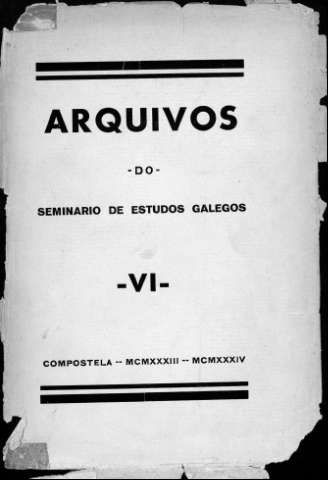 ARQUIVOS
-DO-
SEMINARIO DE ESTUDOS GALEGOS
-VI-
COMPOSTELA -- MCMXXXIII -- MCMXXXIV